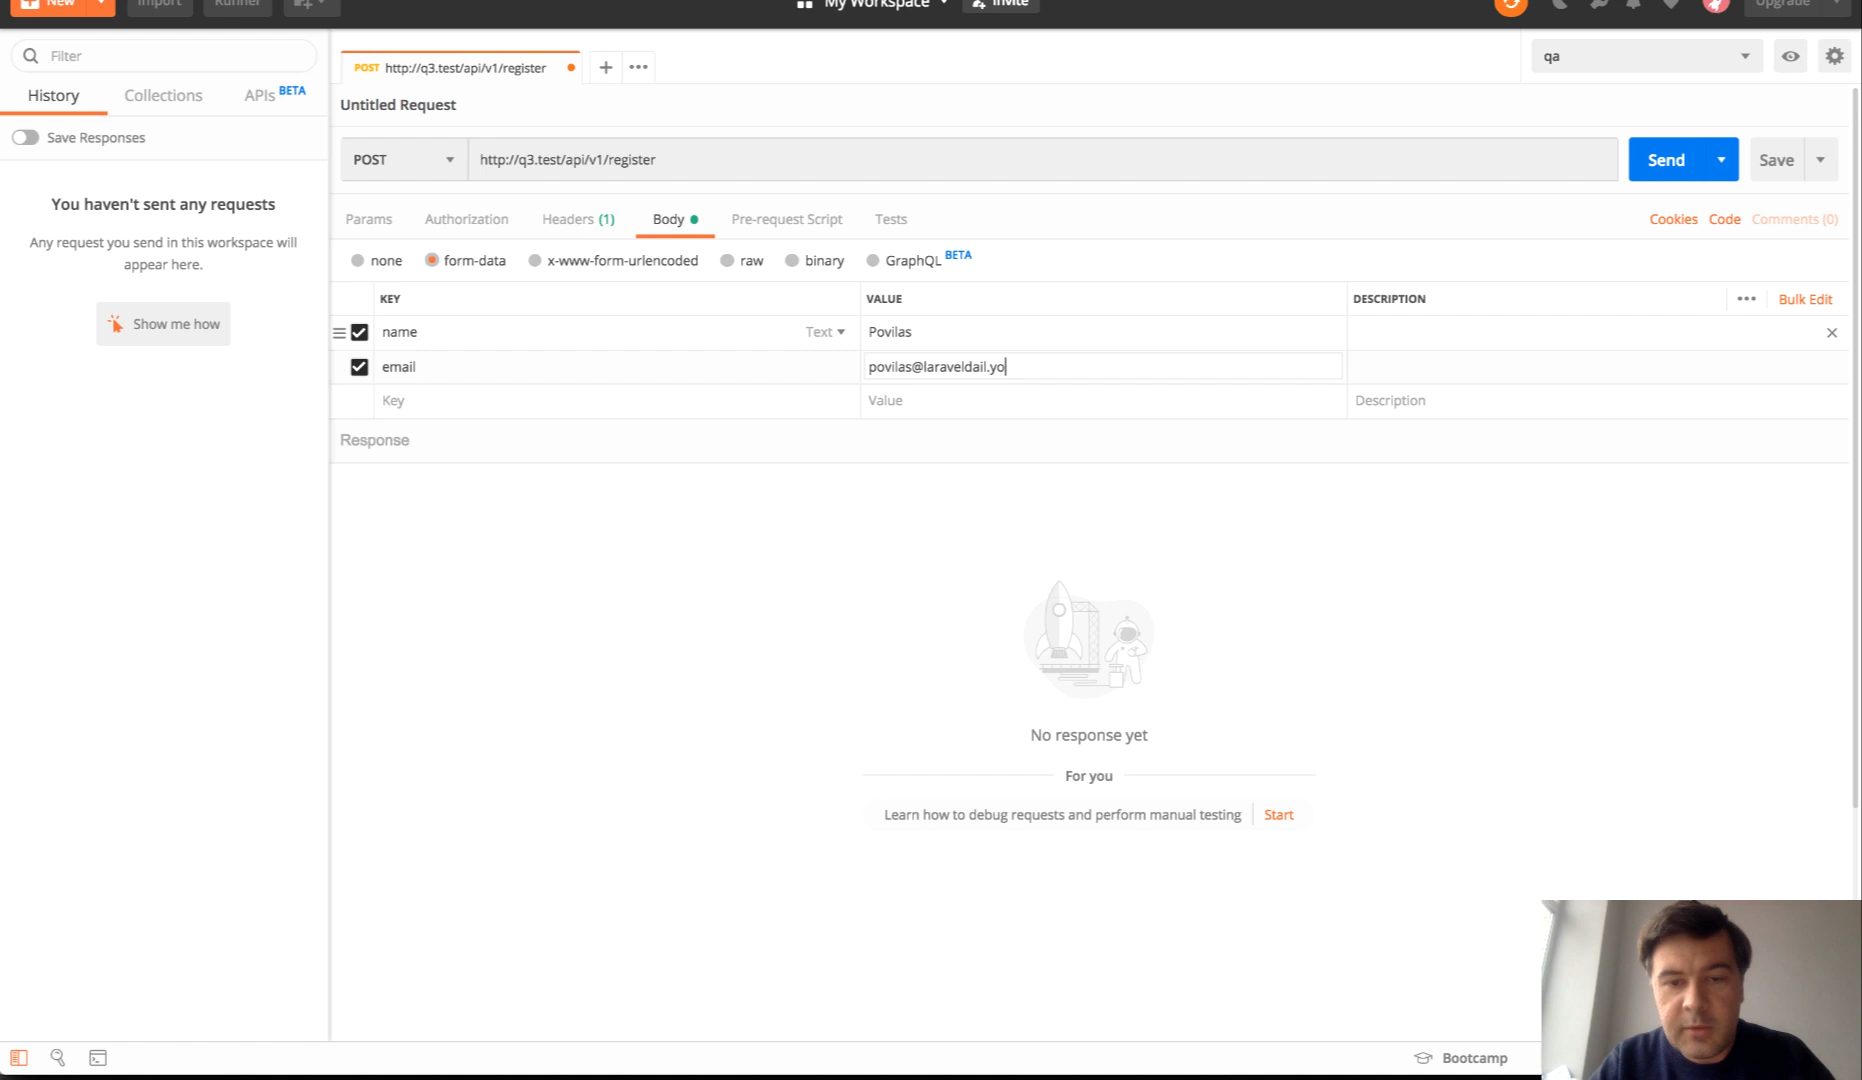 New
Import
Runner
My Workspace
Invite
Upgrade
Filter
History
Collections
APIs BETA
Save Responses
You haven't sent any requests
Any request you send in this workspace will
appear here.
Show me how
POST http://q3.test/api/v1/register
qa
Untitled Request
POST
http://q3.test/api/v1/register
Send
Save
Params
Authorization
Headers (1)
Body
Pre-request Script
Tests
Cookies
Code
Comments (0)
none
form-data
x-www-form-urlencoded
raw
binary
GraphQL BETA
KEY
VALUE
DESCRIPTION
Bulk Edit
name
Text
Povilas
email
povilas@laraveldail.yo
Key
Value
Description
Response
No response yet
For you
Learn how to debug requests and perform manual testing
Start
Bootcamp